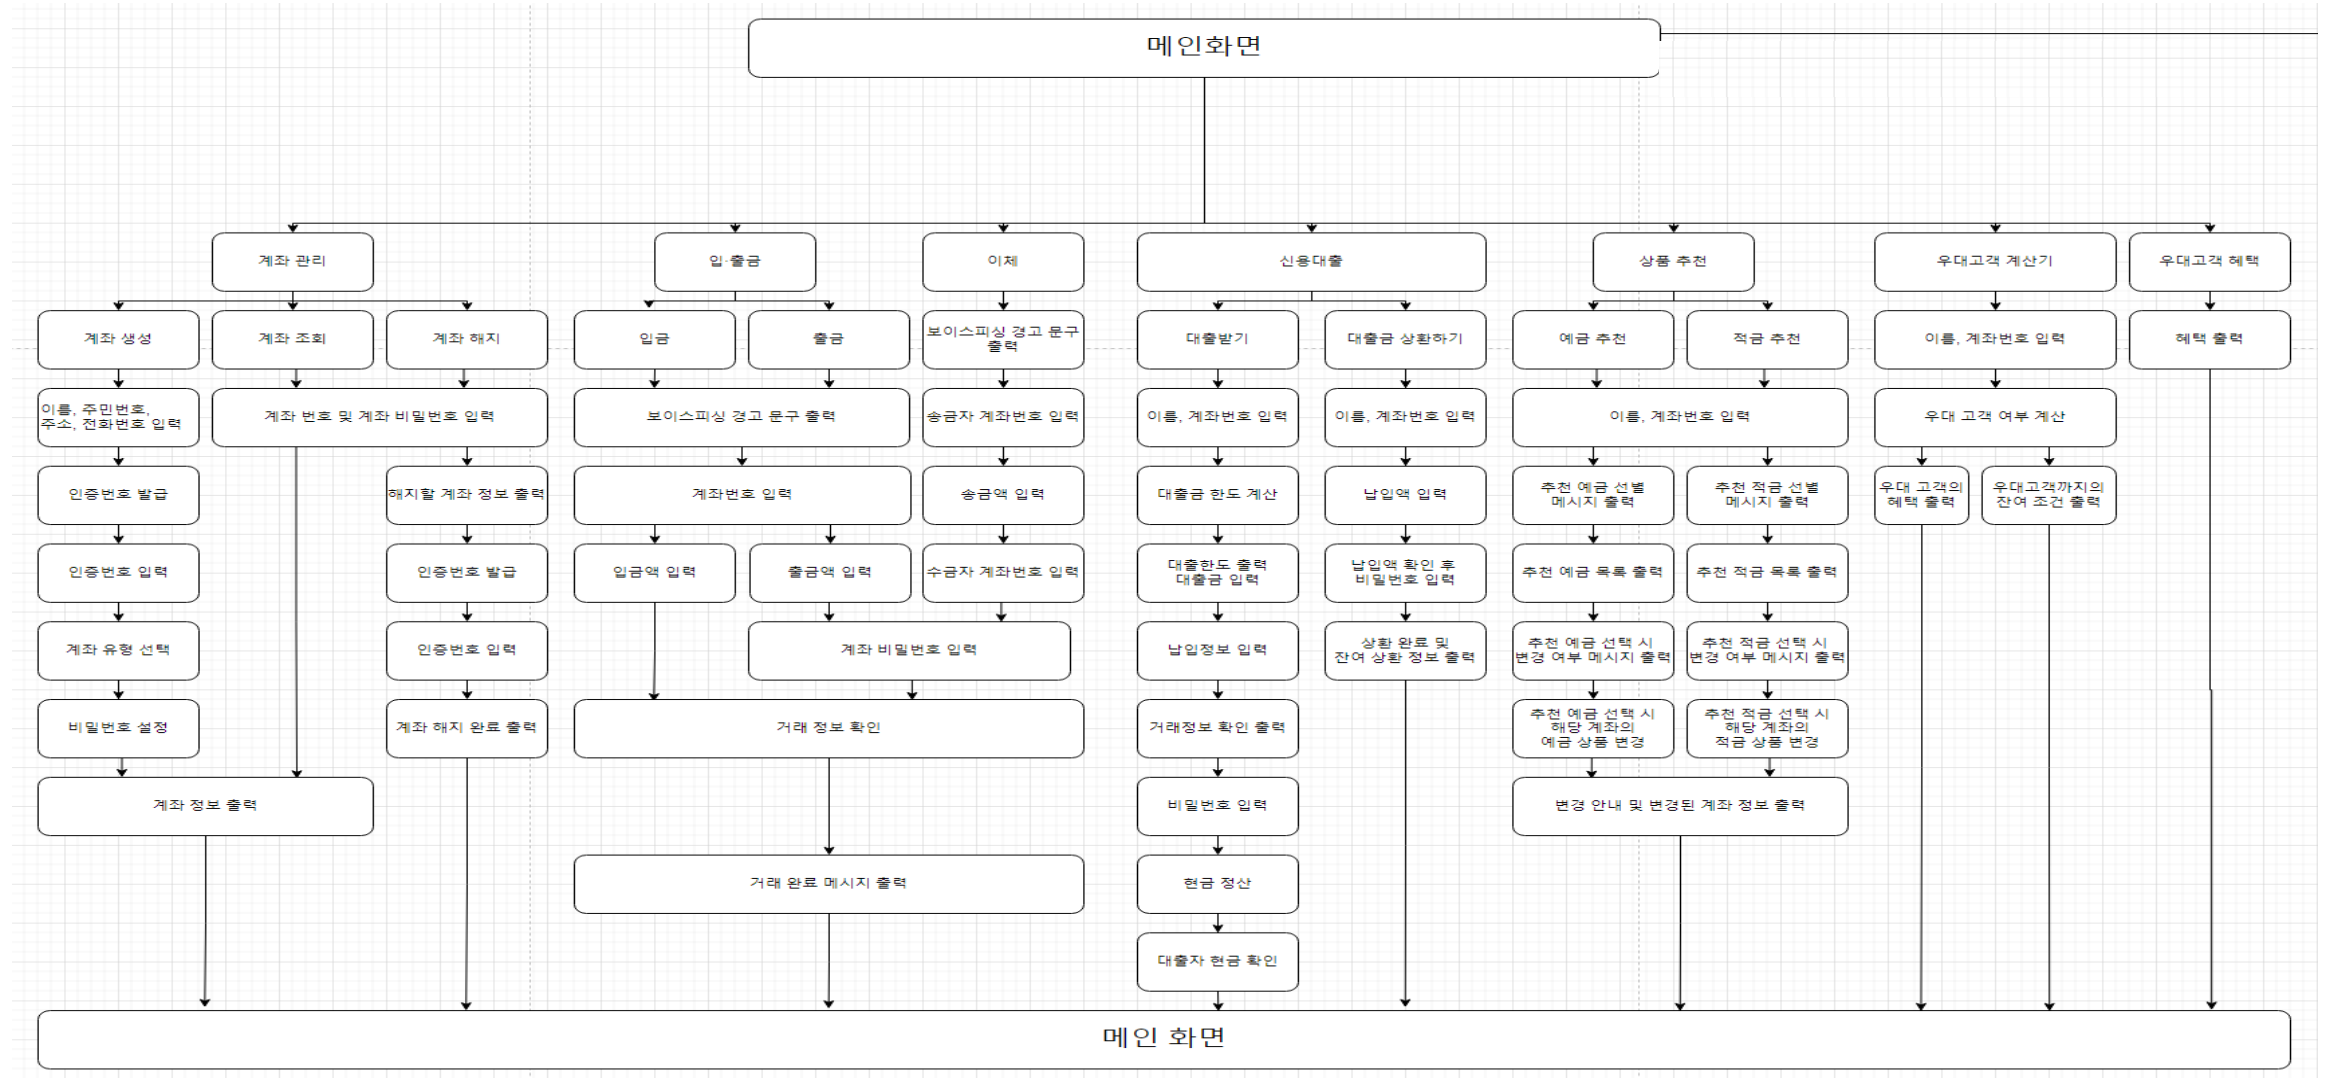 메인화면
계좌 관리
입·출금
이체
신용대출
상품 추천
우대고객 계산기
우대고객 혜택
계좌 생성
계좌 조회
계좌 해지
입금
출금
보이스피싱 경고 문구
출력
대출받기
대출금 상환하기
예금 추천
적금 추천
이름, 계좌번호 입력
혜택 출력
이름, 주민번호,
주소, 전화번호 입력
계좌 번호 및 계좌 비밀번호 입력
보이스피싱 경고 문구 출력
송금자 계좌번호 입력
이름, 계좌번호 입력
이름, 계좌번호 입력
이름, 계좌번호 입력
우대 고객 여부 계산
인증번호 발급
해지할 계좌 정보 출력
계좌번호 입력
송금액 입력
대출금 한도 계산
납입액 입력
추천 예금 선별
메시지 출력
추천 적금 선별
메시지 출력
우대 고객의
혜택 출력
우대고객까지의
잔여 조건 출력
인증번호 입력
인증번호 발급
입금액 입력
출금액 입력
수금자 계좌번호 입력
대출한도 출력
대출금 입력
납입액 확인 후
비밀번호 입력
추천 예금 목록 출력
추천 적금 목록 출력
계좌 유형 선택
인증번호 입력
계좌 비밀번호 입력
납입정보 입력
상환 완료 및
잔여 상환 정보 출력
추천 예금 선택 시
변경 여부 메시지 출력
추천 적금 선택 시
변경 여부 메시지 출력
비밀번호 설정
계좌 해지 완료 출력
거래 정보 확인
거래정보 확인 출력
추천 예금 선택 시
해당 계좌의
예금 상품 변경
추천 적금 선택 시
해당 계좌의
적금 상품 변경
계좌 정보 출력
비밀번호 입력
변경 안내 및 변경된 계좌 정보 출력
거래 완료 메시지 출력
현금 정산
대출자 현금 확인
메인 화면